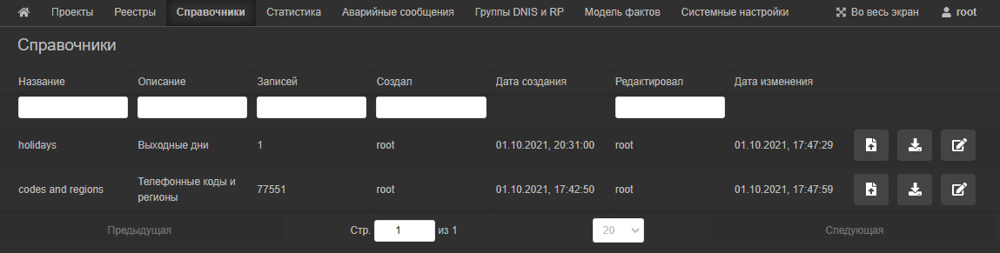 Проекты Реестры Справочники Статистика Аварийные сообщения Группы DNIS и RP Модель фактов Системные настройки Во весь экран root
Справочники
Название Описание Записей Создал Дата создания Редактировал Дата изменения
holidays Выходные дни 1 root 01.10.2021, 20:31:00 root 01.10.2021, 17:47:29
codes and regions Телефонные коды и регионы 77551 root 01.10.2021, 17:42:50 root 01.10.2021, 17:47:59
Предыдущая Стр. 1 из 1 20 Следующая